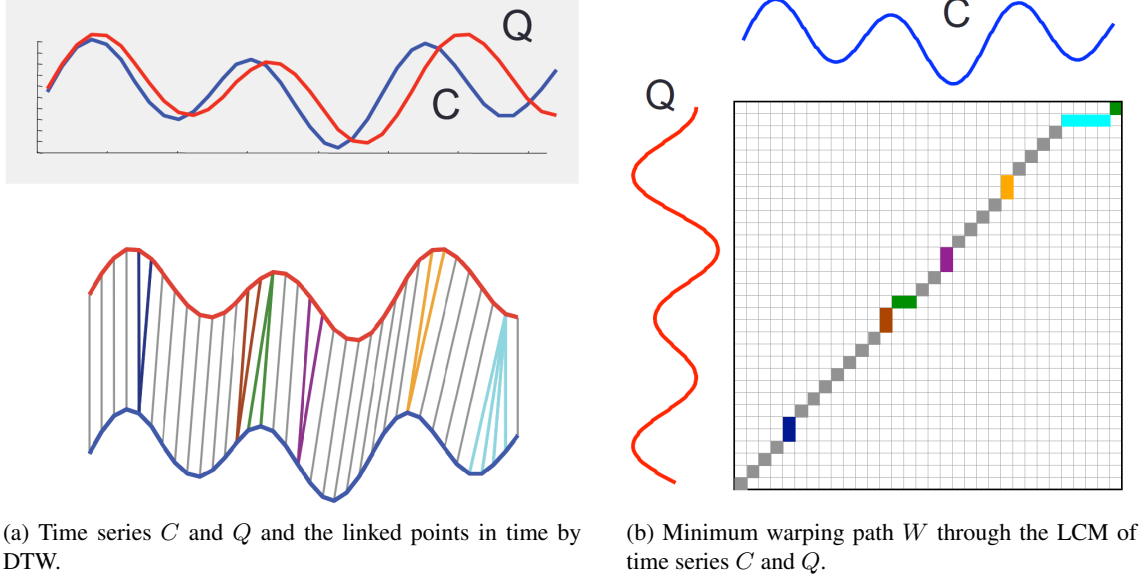 Q
C
C
Q
(a) Time series C and Q and the linked points in time by
DTW.
(b) Minimum warping path W through the LCM of
time series C and Q.